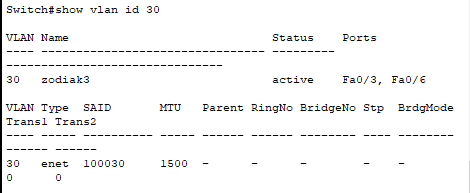 Switch#show vlan id 30
VLAN Name                             Status    Ports
---- -------------------------------- --------- -------------------------------
30   zodiak3                          active    Fa0/3, Fa0/6
VLAN Type  SAID       MTU   Parent RingNo BridgeNo Stp  BrdgMode Trans1 Trans2
---- ----- ---------- ----- ------ ------ -------- ---- -------- ------ ------
30   enet  100030     1500  -      -      -        -    -        0      0